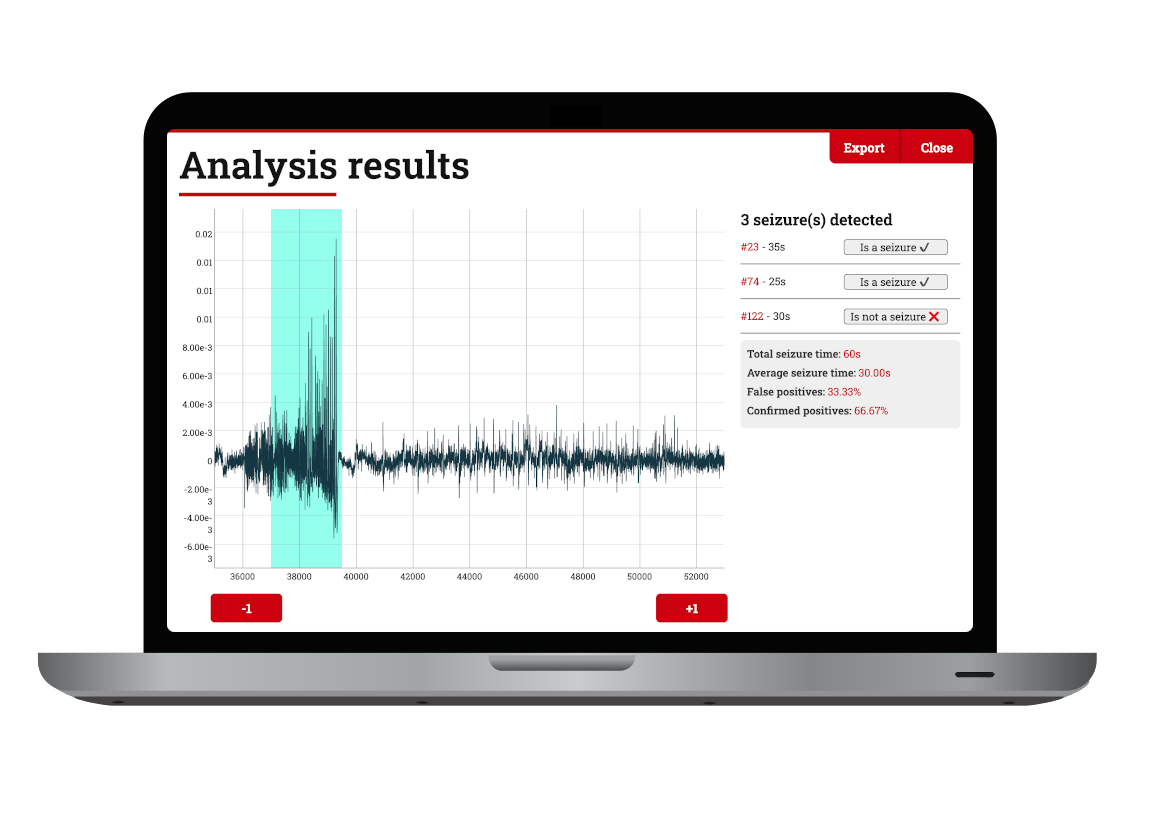 Export
Close
Analysis results
3 seizure(s) detected
#23 - 35s
Is a seizure ✓
#74 - 25s
Is a seizure ✓
#122 - 30s
Is not a seizure ❌
Total seizure time: 60s
Average seizure time: 30.00s
False positives: 33.33%
Confirmed positives: 66.67%
0.02
0.01
0.01
0.01
8.00e-3
6.00e-3
4.00e-3
2.00e-3
0
-2.00e-
3
-4.00e-
3
-6.00e-
3
36000
38000
40000
42000
44000
46000
48000
50000
52000
-1
+1